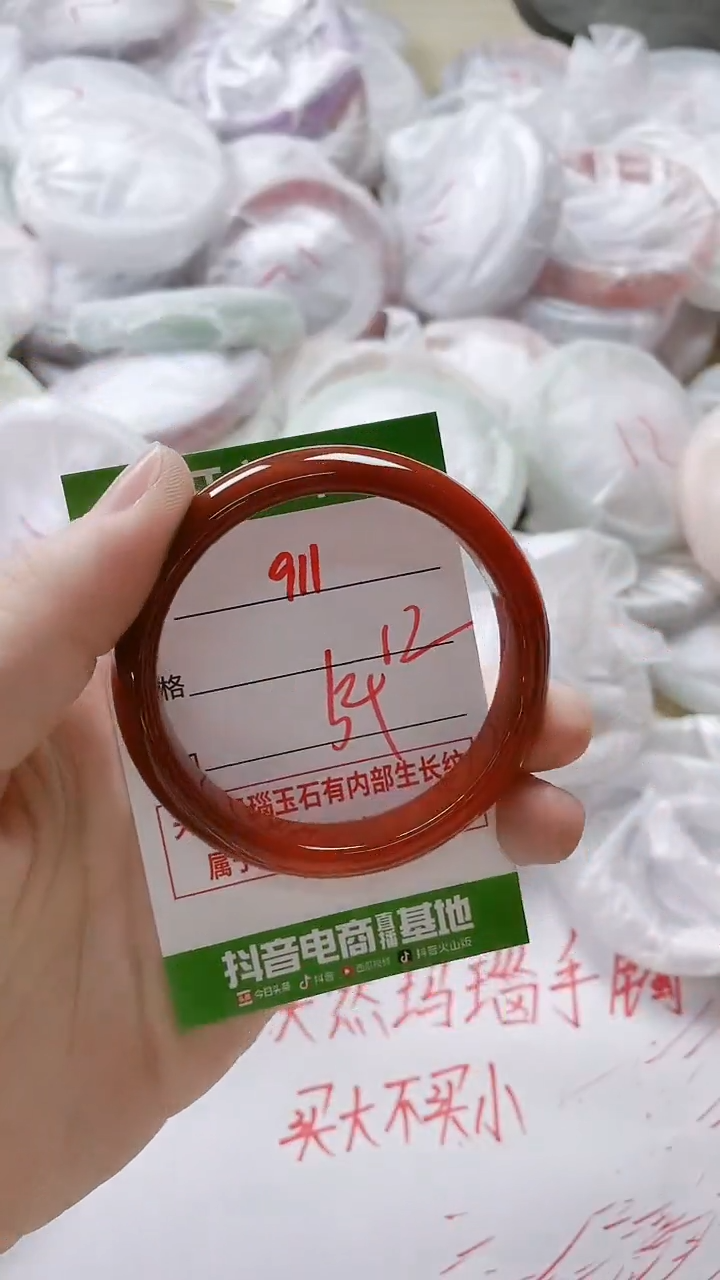 911
格
54 12
瑙玉石有内部生长纹
属于
抖音电商直播基地
今日头条 抖音 西瓜视频 抖音火山版
天然玛瑙手镯
买大不买小